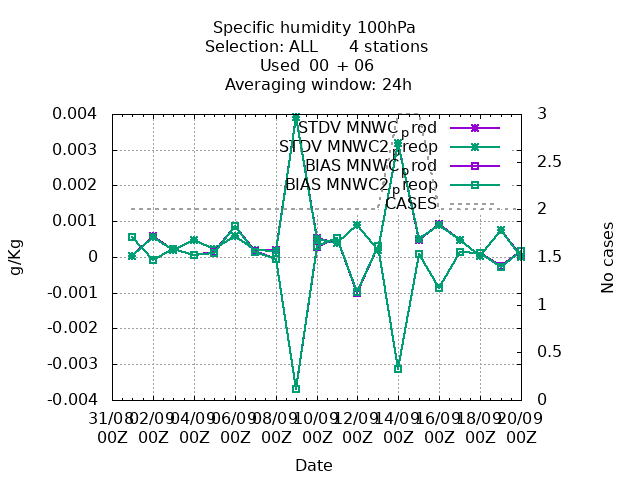 Specific humidity 100hPa
Selection: ALL 4 stations
Used 00 + 06
Averaging window: 24h
0.004
0.003
0.002
0.001
0
-0.001
-0.002
-0.003
-0.004
g/Kg
3
2.5
2
1.5
1
0.5
0
No cases
STDV MNWC_prod
STDV MNWC2_preop
BIAS MNWC_prod
BIAS MNWC2_preop
CASES
31/08 02/09 04/09 06/09 08/09 10/09 12/09 14/09 16/09 18/09 20/09
00Z 00Z 00Z 00Z 00Z 00Z 00Z 00Z 00Z 00Z 00Z
Date